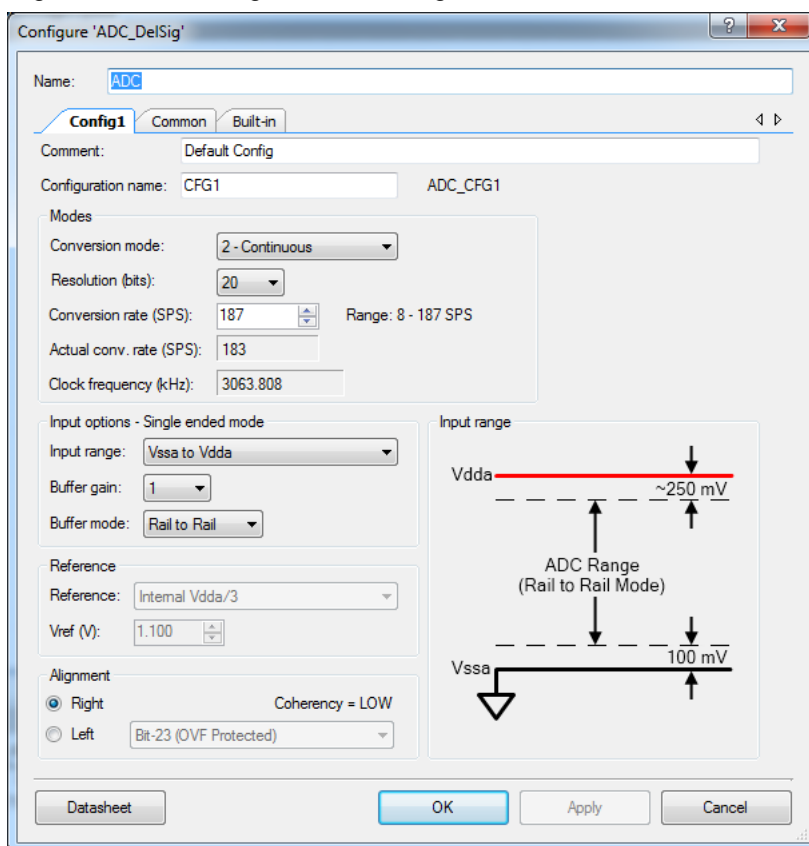 Configure 'ADC_DelSig'
Name: ADC
Config1 Common Built-in
Comment: Default Config
Configuration name: CFG1 ADC_CFG1
Modes
Conversion mode: 2 - Continuous
Resolution (bits): 20
Conversion rate (SPS): 187 Range: 8 - 187 SPS
Actual conv. rate (SPS): 183
Clock frequency (kHz): 3063.808
Input options - Single ended mode
Input range: Vssa to Vdda
Buffer gain: 1
Buffer mode: Rail to Rail
Reference
Reference: Internal Vdda/3
Vref (V): 1.100
Alignment
Right Coherency = LOW
Left Bit-23 (OVF Protected)
Input range
Vdda
~250 mV
ADC Range
(Rail to Rail Mode)
Vssa
100 mV
Datasheet OK Apply Cancel